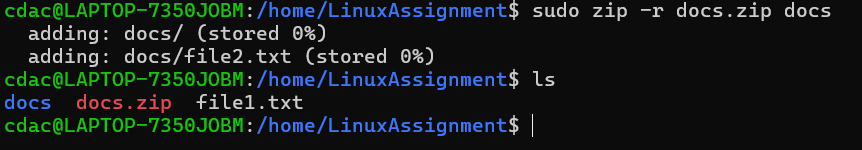 cdac@LAPTOP-7350JOBM:/home/LinuxAssignment$ sudo zip -r docs.zip docs
  adding: docs/ (stored 0%)
  adding: docs/file2.txt (stored 0%)
cdac@LAPTOP-7350JOBM:/home/LinuxAssignment$ ls
docs  docs.zip  file1.txt
cdac@LAPTOP-7350JOBM:/home/LinuxAssignment$